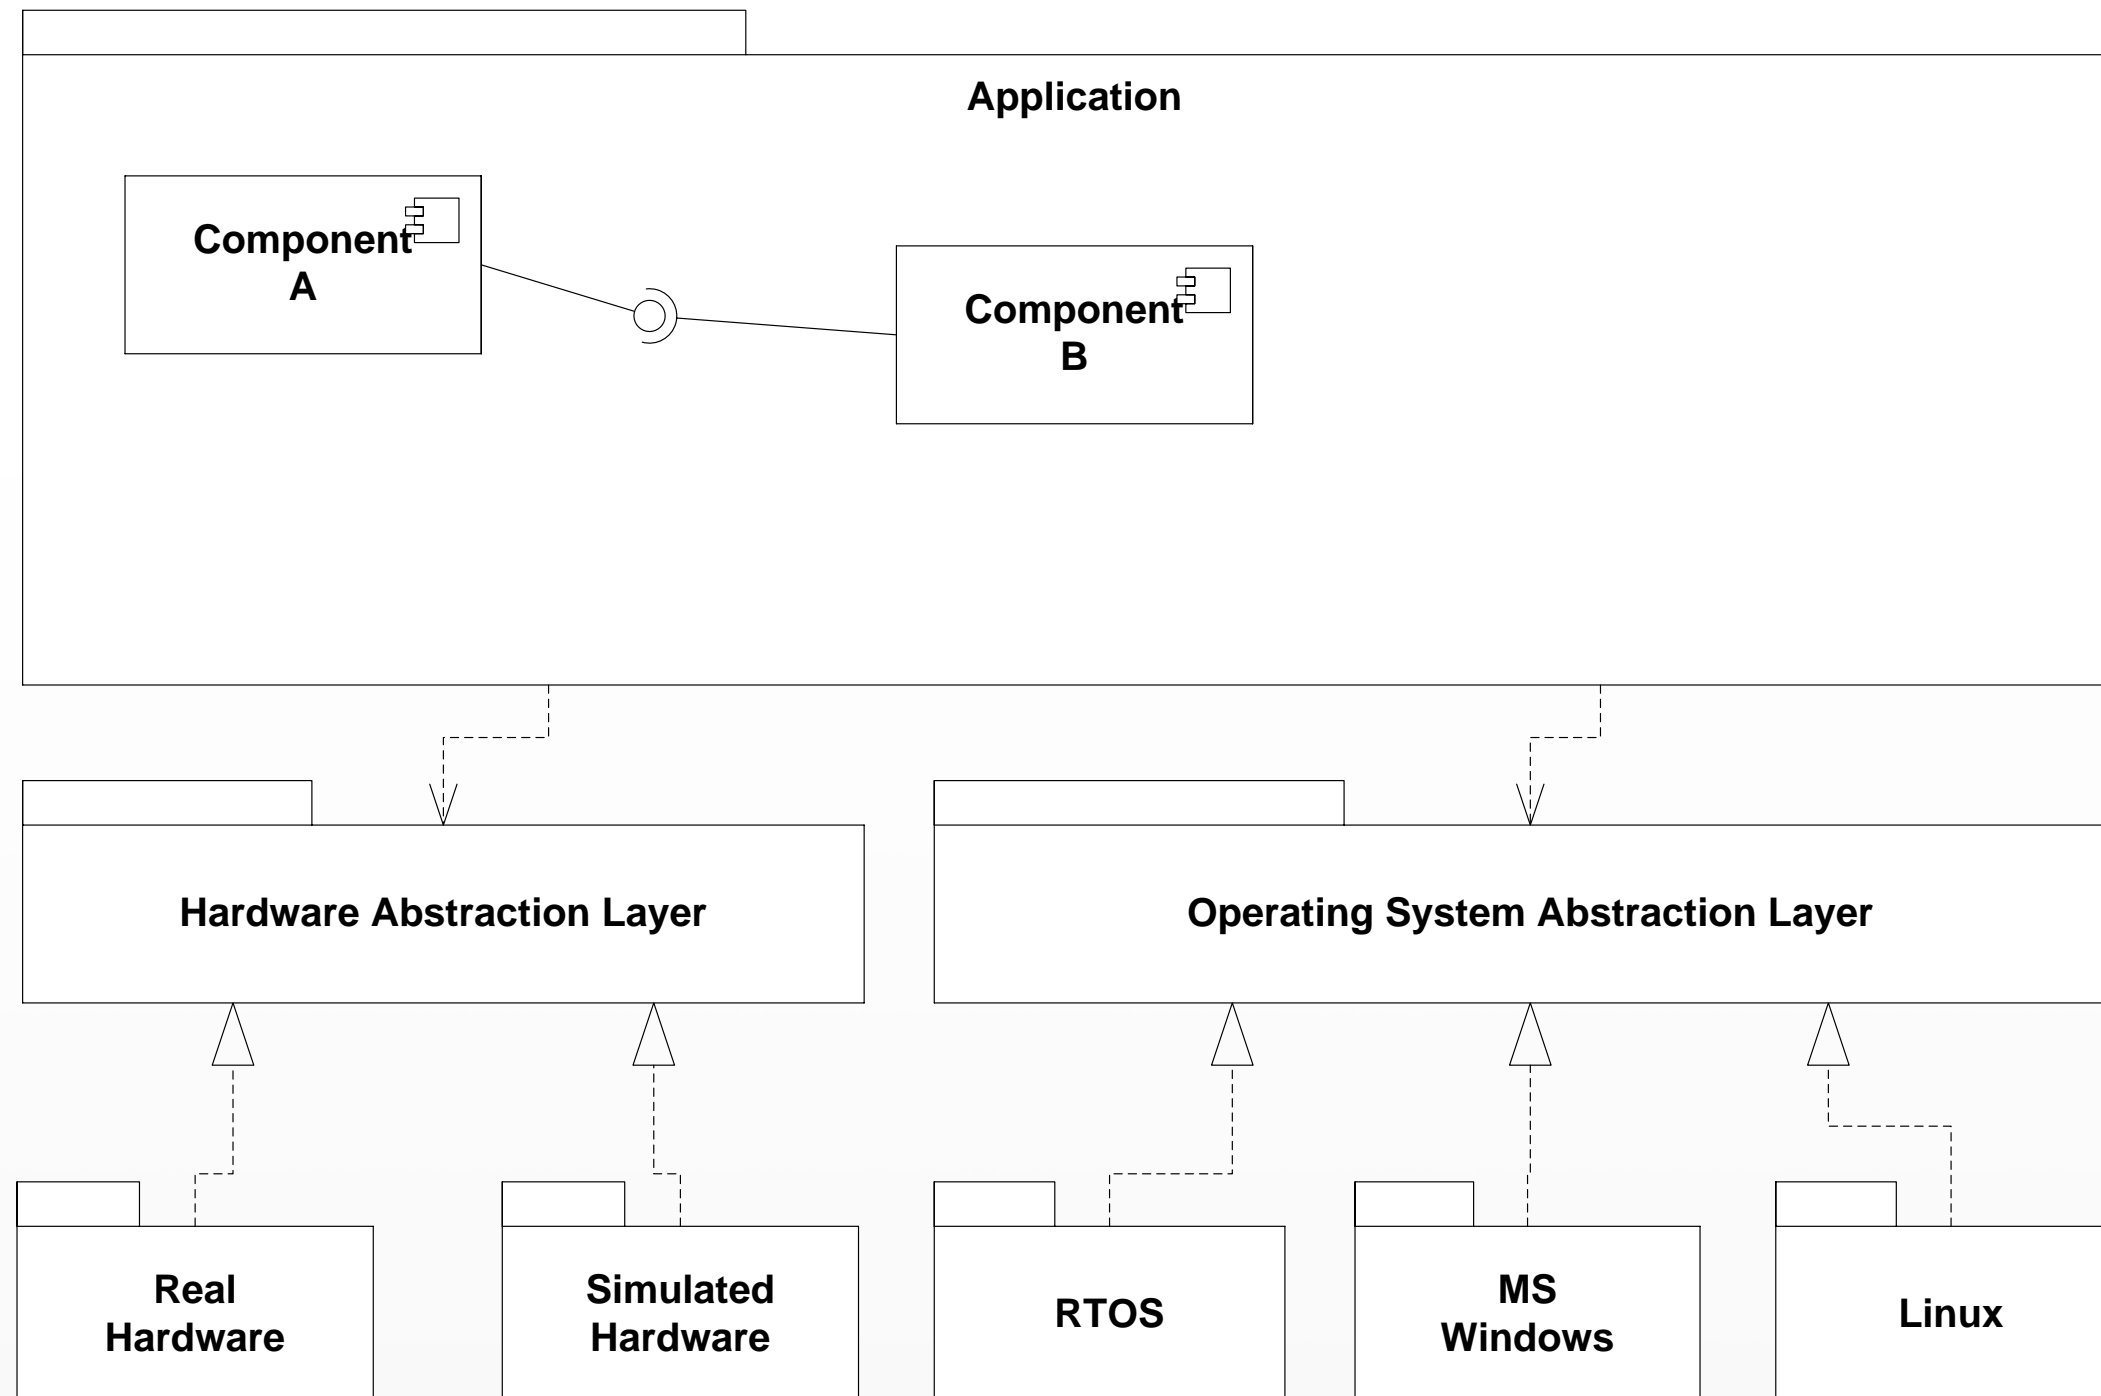 Application
Component
A
Component
B
Hardware Abstraction Layer
Operating System Abstraction Layer
Real
Hardware
Simulated
Hardware
RTOS
MS
Windows
Linux